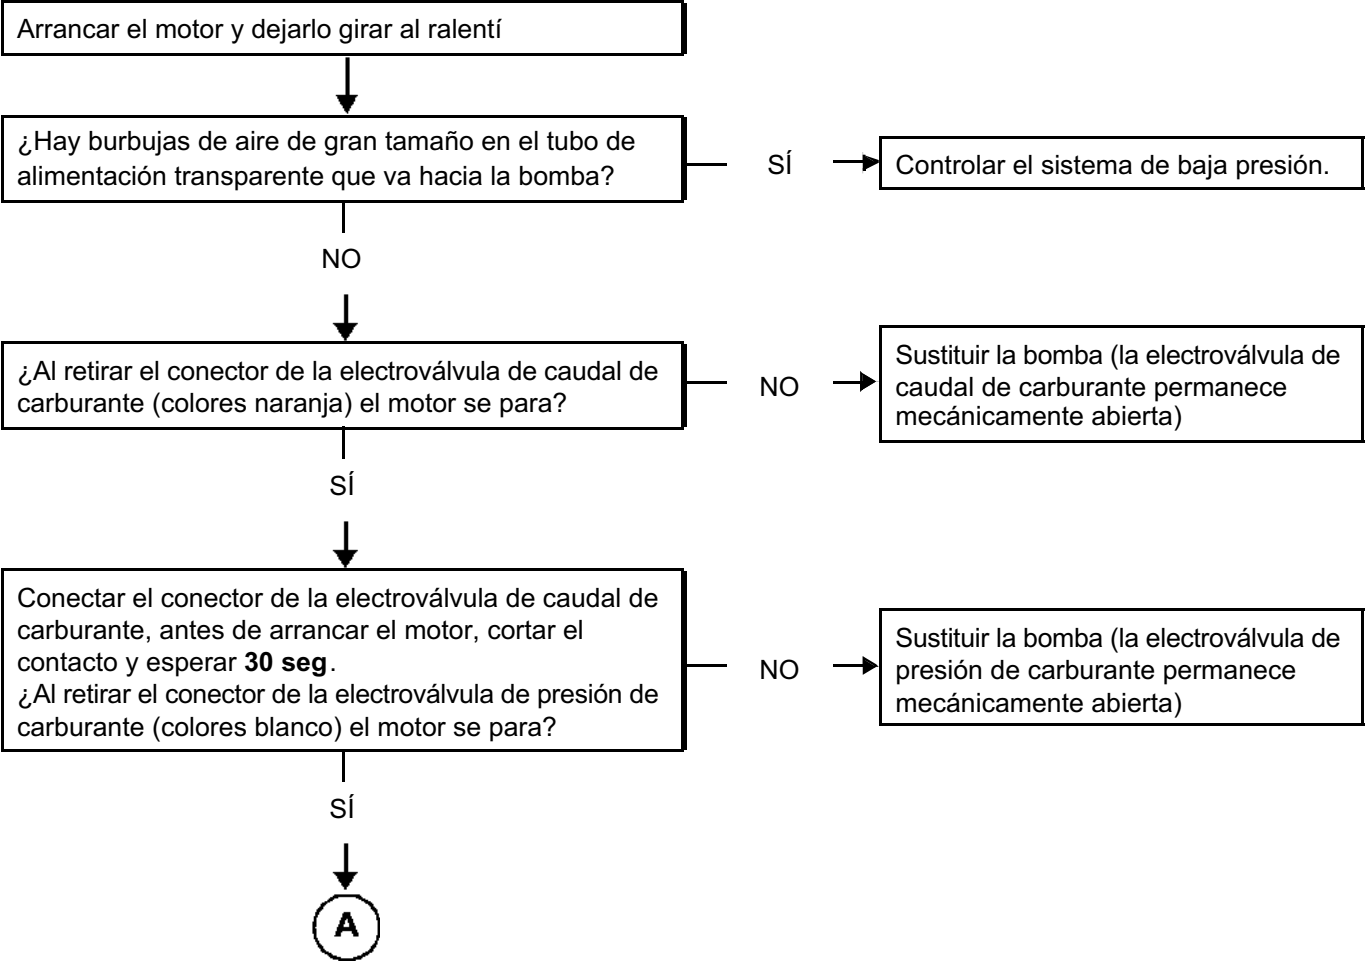 Arrancar el motor y dejarlo girar al ralentí
¿Hay burbujas de aire de gran tamaño en el tubo de
alimentación transparente que va hacia la bomba?
SÍ
Controlar el sistema de baja presión.
NO
¿Al retirar el conector de la electroválvula de caudal de
carburante (colores naranja) el motor se para?
NO
Sustituir la bomba (la electroválvula de
caudal de carburante permanece
mecánicamente abierta)
SÍ
Conectar el conector de la electroválvula de caudal de
carburante, antes de arrancar el motor, cortar el
contacto y esperar 30 seg.
¿Al retirar el conector de la electroválvula de presión de
carburante (colores blanco) el motor se para?
NO
Sustituir la bomba (la electroválvula de
presión de carburante permanece
mecánicamente abierta)
SÍ
A